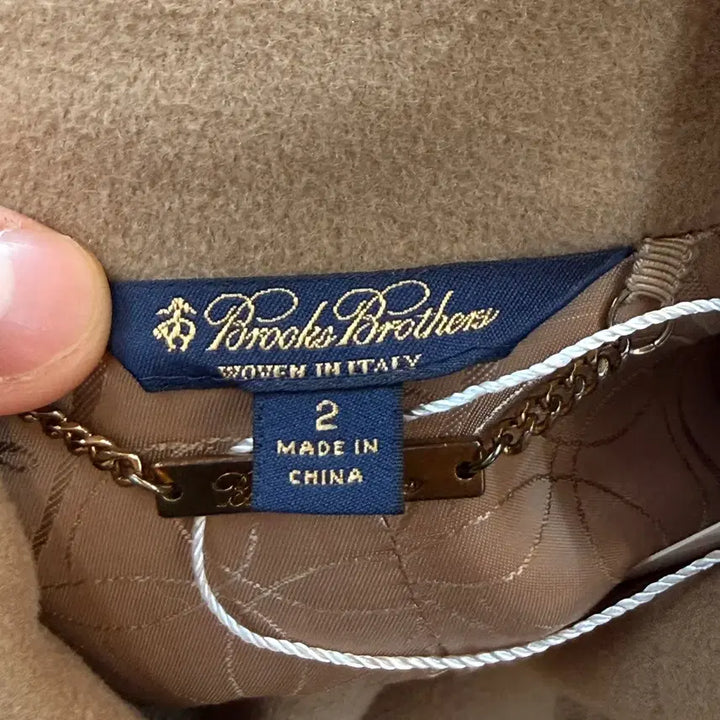 Brooks Brothers
WOVEN IN ITALY
2
MADE IN
CHINA